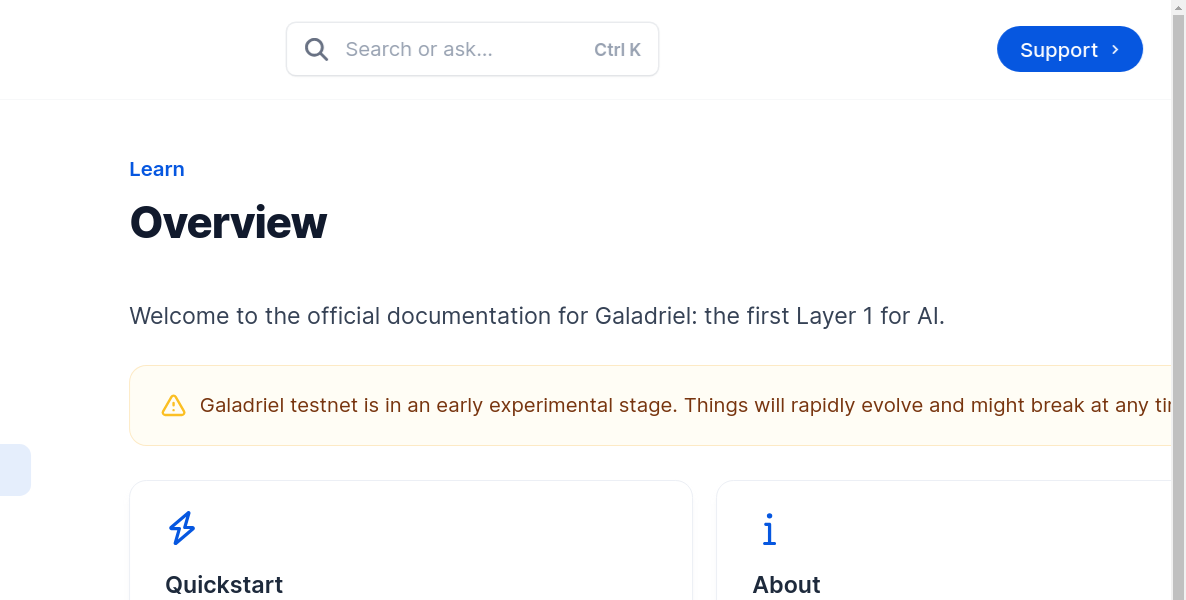 Search or ask...
Ctrl K
Support
Learn
Overview
Welcome to the official documentation for Galadriel: the first Layer 1 for AI.
Galadriel testnet is in an early experimental stage. Things will rapidly evolve and might break at any
Quickstart
About